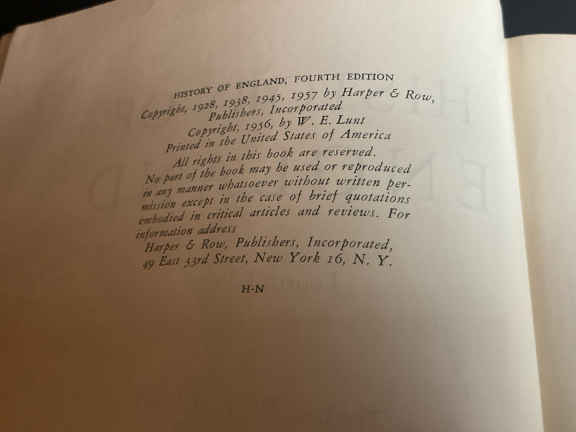 HISTORY OF ENGLAND, FOURTH EDITION
Copyright, 1928, 1938, 1945, 1957 by Harper & Row,
Publishers, Incorporated
Copyright, 1956, by W. E. Lunt
Printed in the United States of America
All rights in this book are reserved.
No part of the book may be used or reproduced
in any manner whatsoever without written per-
mission except in the case of brief quotations
embodied in critical articles and reviews. For
information address
Harper & Row, Publishers, Incorporated,
49 East 33rd Street, New York 16, N. Y.
H-N